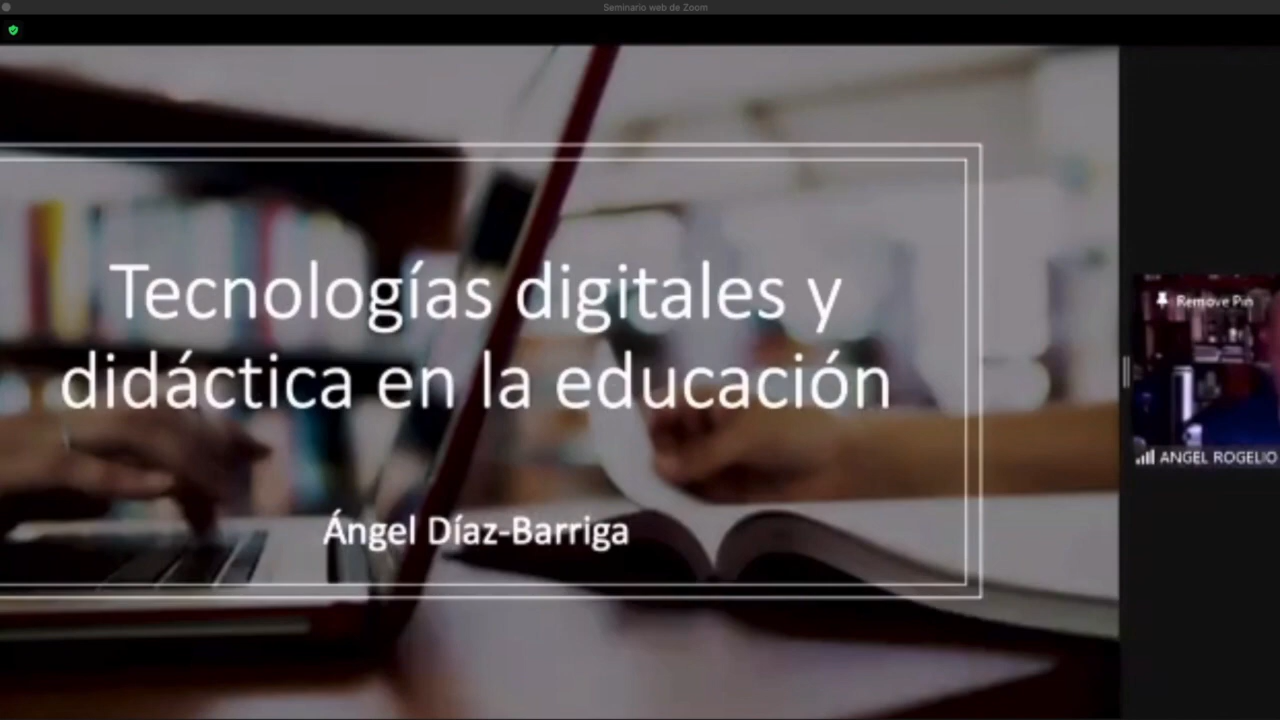 Seminario web de Zoom
Tecnologías digitales y
didáctica en la educación
Ángel Díaz-Barriga
Remove Pin
ANGEL ROGELIO